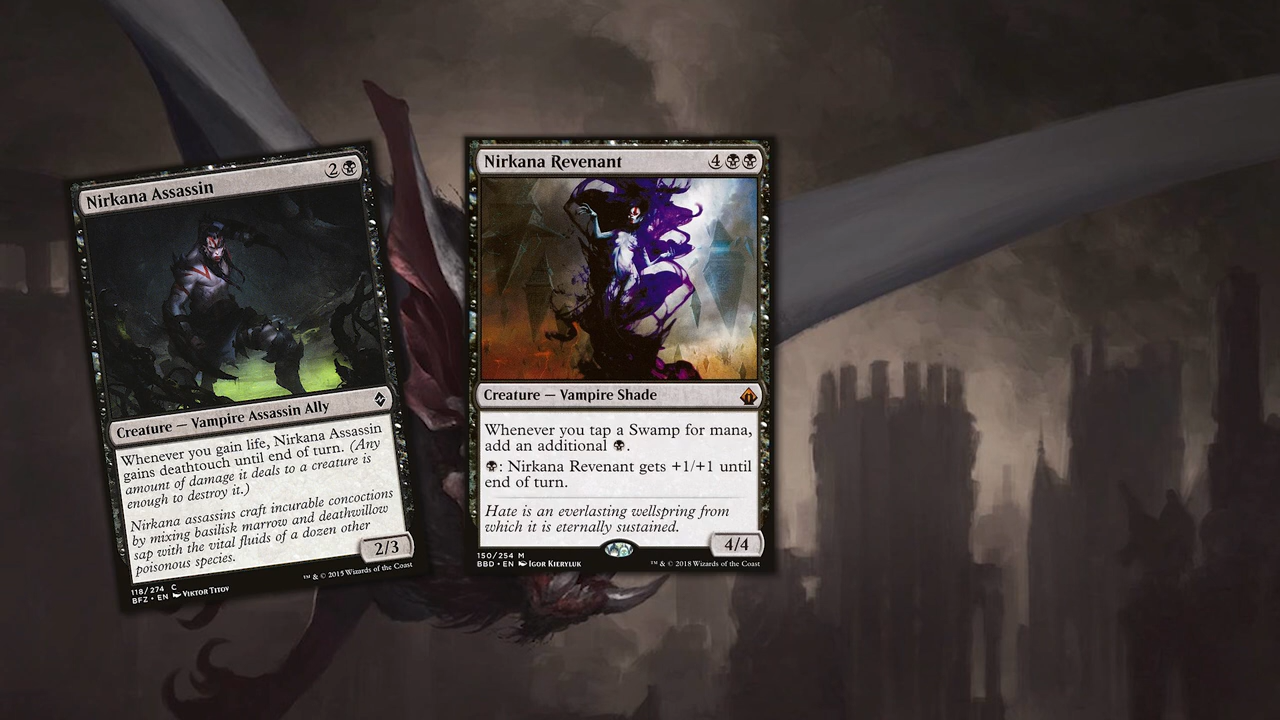 Nirkana Assassin 2
Creature — Vampire Assassin Ally
Whenever you gain life, Nirkana Assassin
gains deathtouch until end of turn. (Any
amount of damage it deals to a creature is
enough to destroy it.)
Nirkana assassins craft incurable concoctions
by mixing basilisk marrow and deathwillow
sap with the vital fluids of a dozen other
poisonous species.
2/3
118/274 C
BFZ • EN Viktor Titov
™ & © 2015 Wizards of the Coast
Nirkana Revenant 4
Creature — Vampire Shade
Whenever you tap a Swamp for mana,
add an additional .
: Nirkana Revenant gets +1/+1 until
end of turn.
Hate is an everlasting wellspring from
which it is eternally sustained.
4/4
150/254 M
BBD • EN Igor Kieryluk
™ & © 2018 Wizards of the Coast